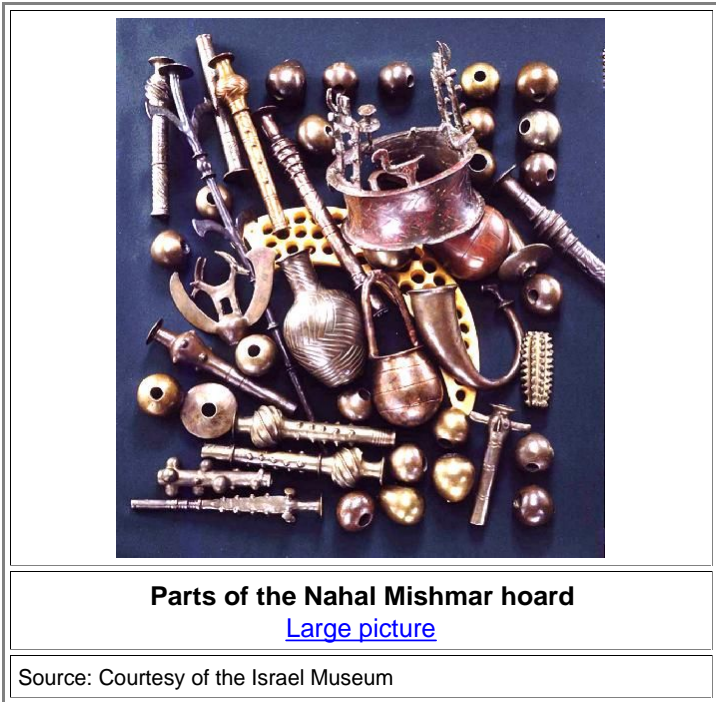 Parts of the Nahal Mishmar hoard
Large picture
Source: Courtesy of the Israel Museum